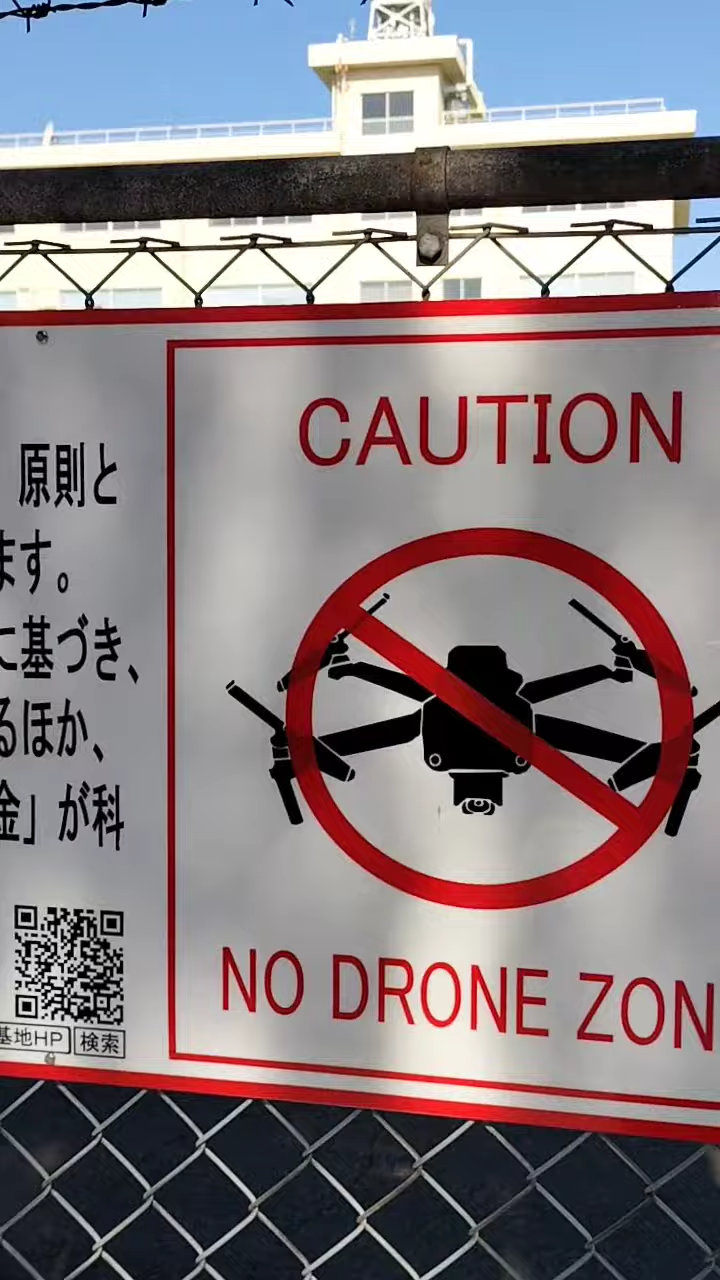 原則と
ます。
に基づき、
るほか、
金」が科
基地HP 検索
CAUTION
NO DRONE ZON